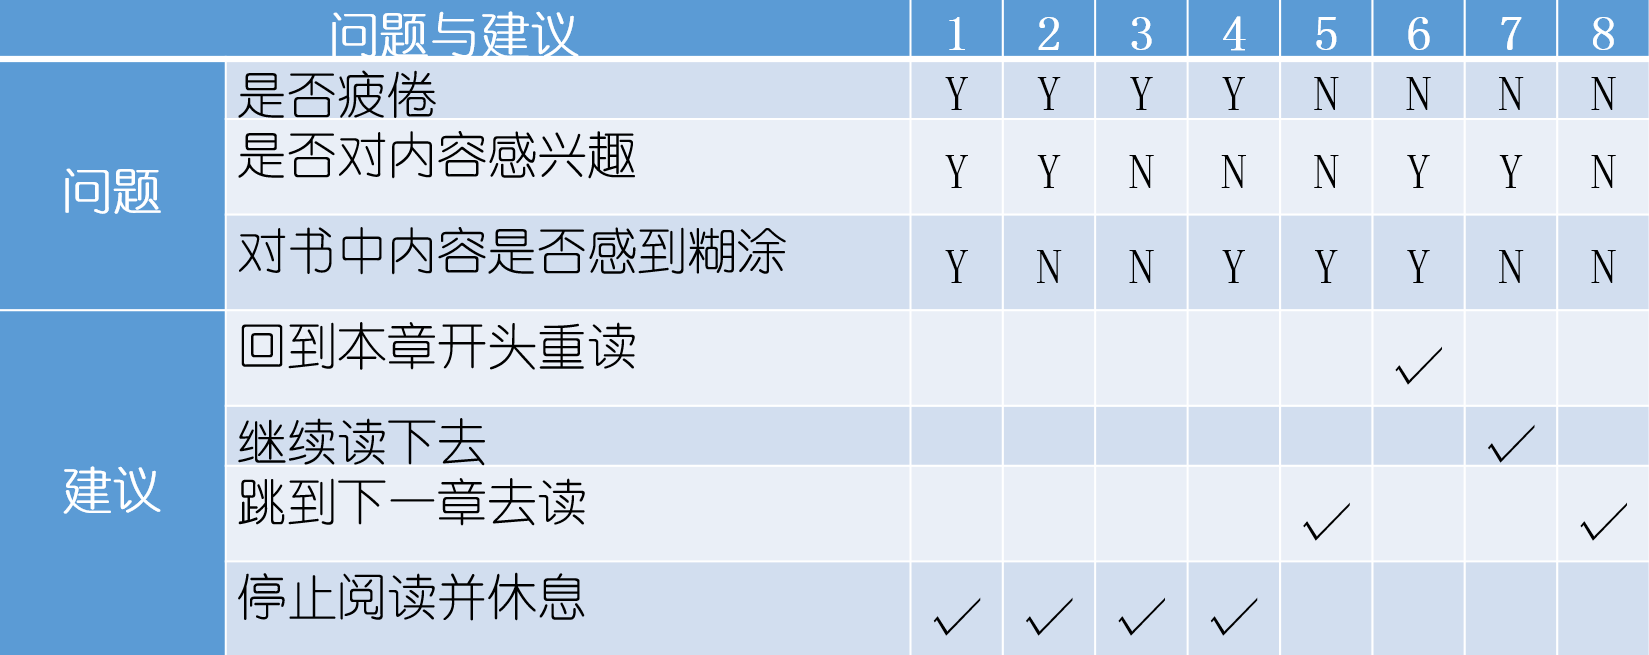 问题与建议 1 2 3 4 5 6 7 8
问题 是否疲倦 Y Y Y Y N N N N
是否对内容感兴趣 Y Y N N N Y Y N
对书中内容是否感到糊涂 Y N N Y Y Y N N
建议 回到本章开头重读 ✓
继续读下去 ✓
跳到下一章去读 ✓ ✓
停止阅读并休息 ✓ ✓ ✓ ✓